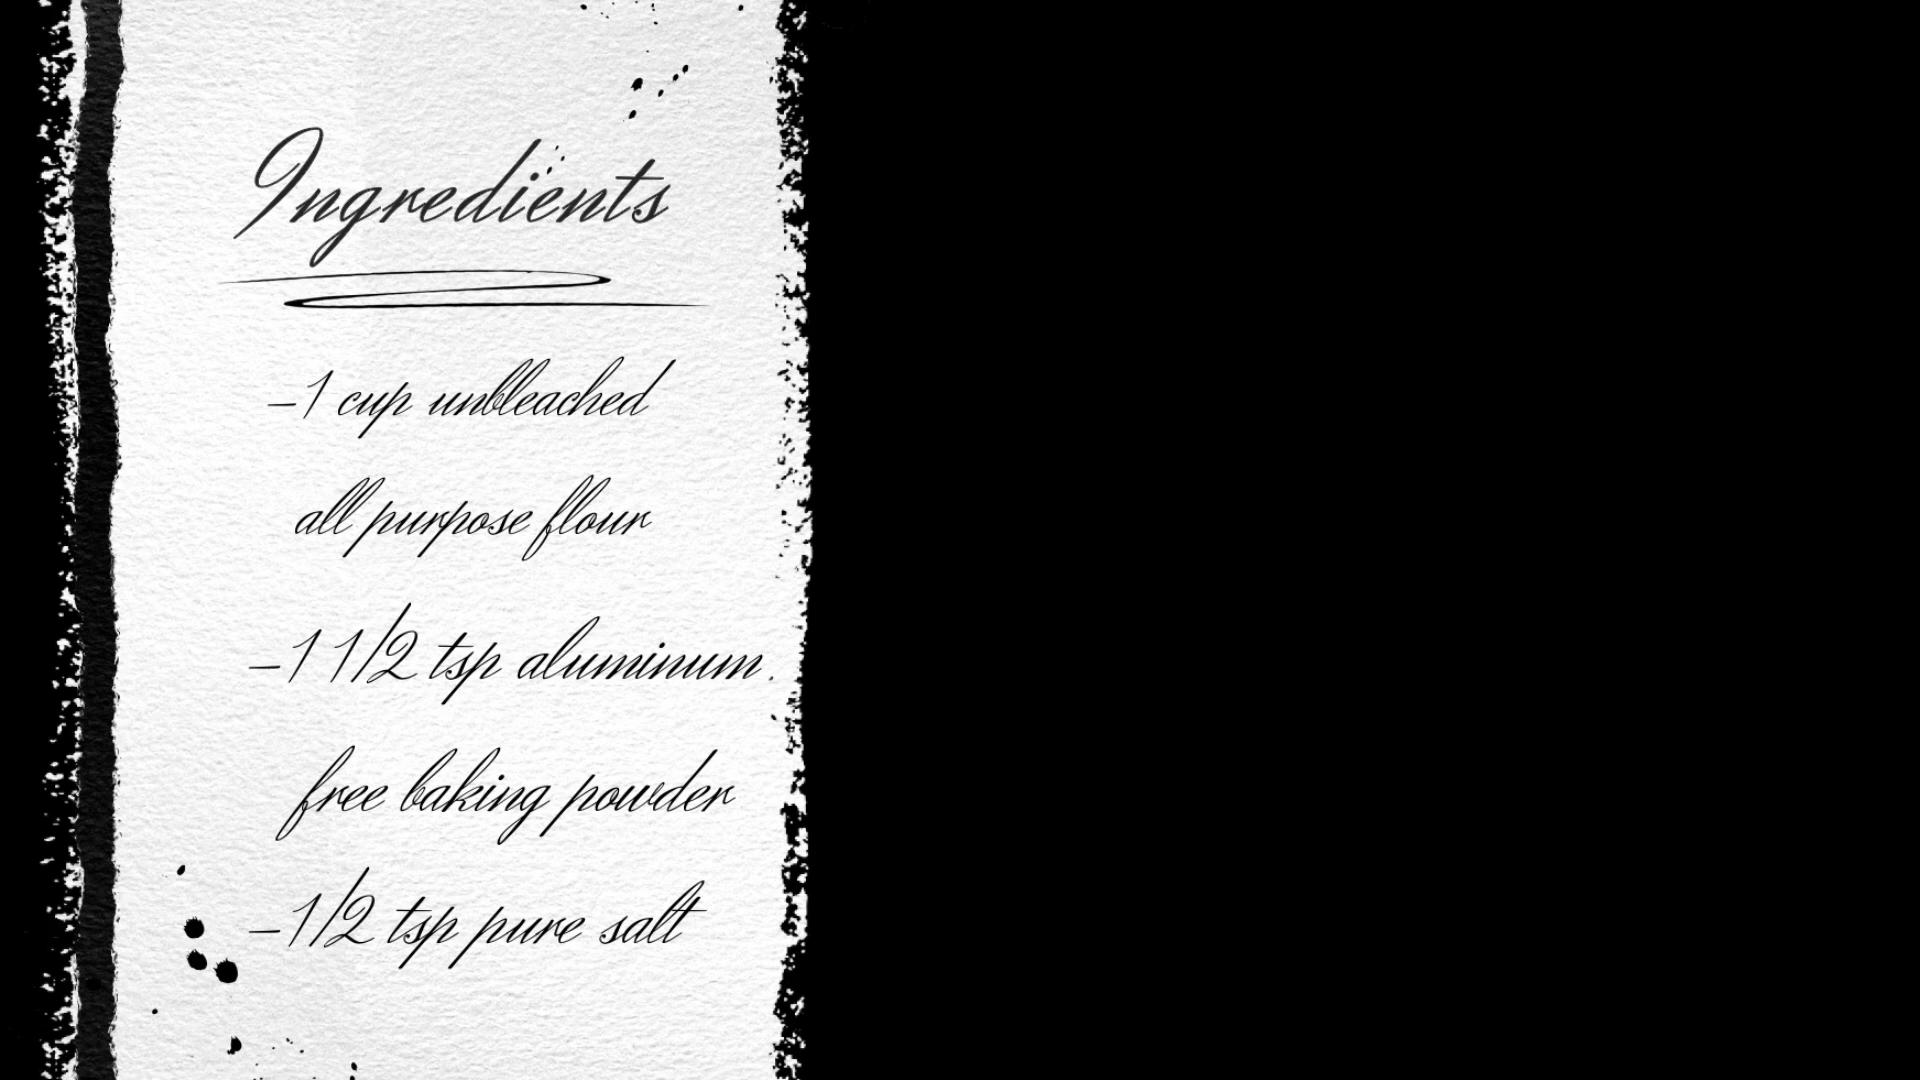 Ingredients
-1 cup unbleached
all purpose flour
-1 1/2 tsp aluminum
free baking powder
-1/2 tsp pure salt